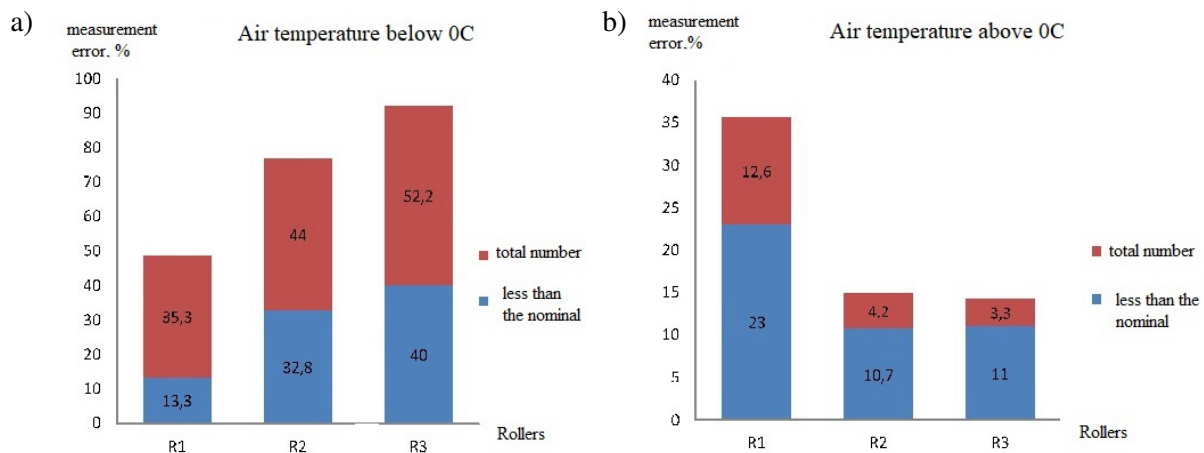 a)
measurement
error, %
Air temperature below 0C
100
90
80
70
60
50
40
30
20
10
0
35,3
13,3
44
32,8
52,2
40
R1
R2
R3
Rollers
total number
less than
the nominal
b)
measurement
error,%
Air temperature above 0C
40
35
30
25
20
15
10
5
0
12,6
23
4,2
10,7
3,3
11
R1
R2
R3
Rollers
total number
less than the
nominal